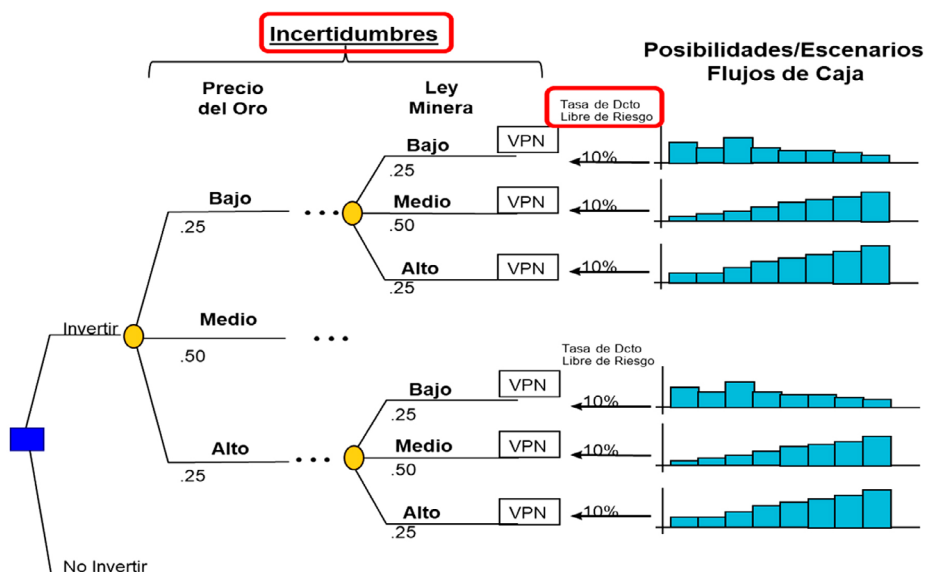 Incertidumbres
Posibilidades/Escenarios
Flujos de Caja
Precio
del Oro
Ley
Minera
Tasa de Dcto
Libre de Riesgo
Bajo
.25
VPN
10%
Bajo
.25
...
Medio
.50
VPN
10%
Alto
.25
VPN
10%
Invertir
Medio
.50
...
Tasa de Dcto
Libre de Riesgo
Bajo
.25
VPN
10%
Alto
.25
...
Medio
.50
VPN
10%
Alto
.25
VPN
10%
No Invertir